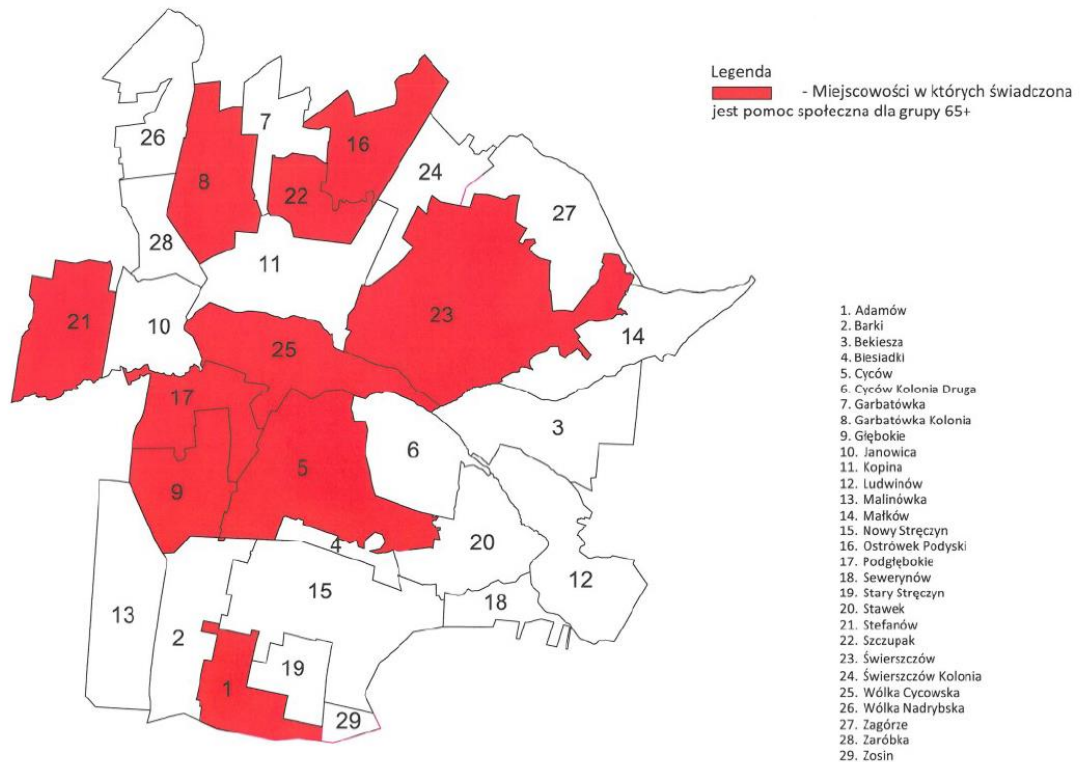 Legenda
- Miejscowości w których świadczona
jest pomoc społeczna dla grupy 65+
26
7
16
8
24
22
27
28
11
21
10
23
14
25
17
3
6
5
9
20
4
12
15
18
13
2
19
1
29
1. Adamów
2. Barki
3. Bekiesza
4. Biesiadki
5. Cyców
6. Cyców Kolonia Druga
7. Garbatówka
8. Garbatówka Kolonia
9. Głębokie
10. Janowica
11. Kopina
12. Ludwinów
13. Malinówka
14. Małków
15. Nowy Stręczyn
16. Ostrówek Podyski
17. Podgłębokie
18. Sewerynów
19. Stary Stręczyn
20. Stawek
21. Stefanów
22. Szczupak
23. Świerszczów
24. Świerszczów Kolonia
25. Wólka Cycowska
26. Wólka Nadrybska
27. Zagórze
28. Zaróbka
29. Zosin